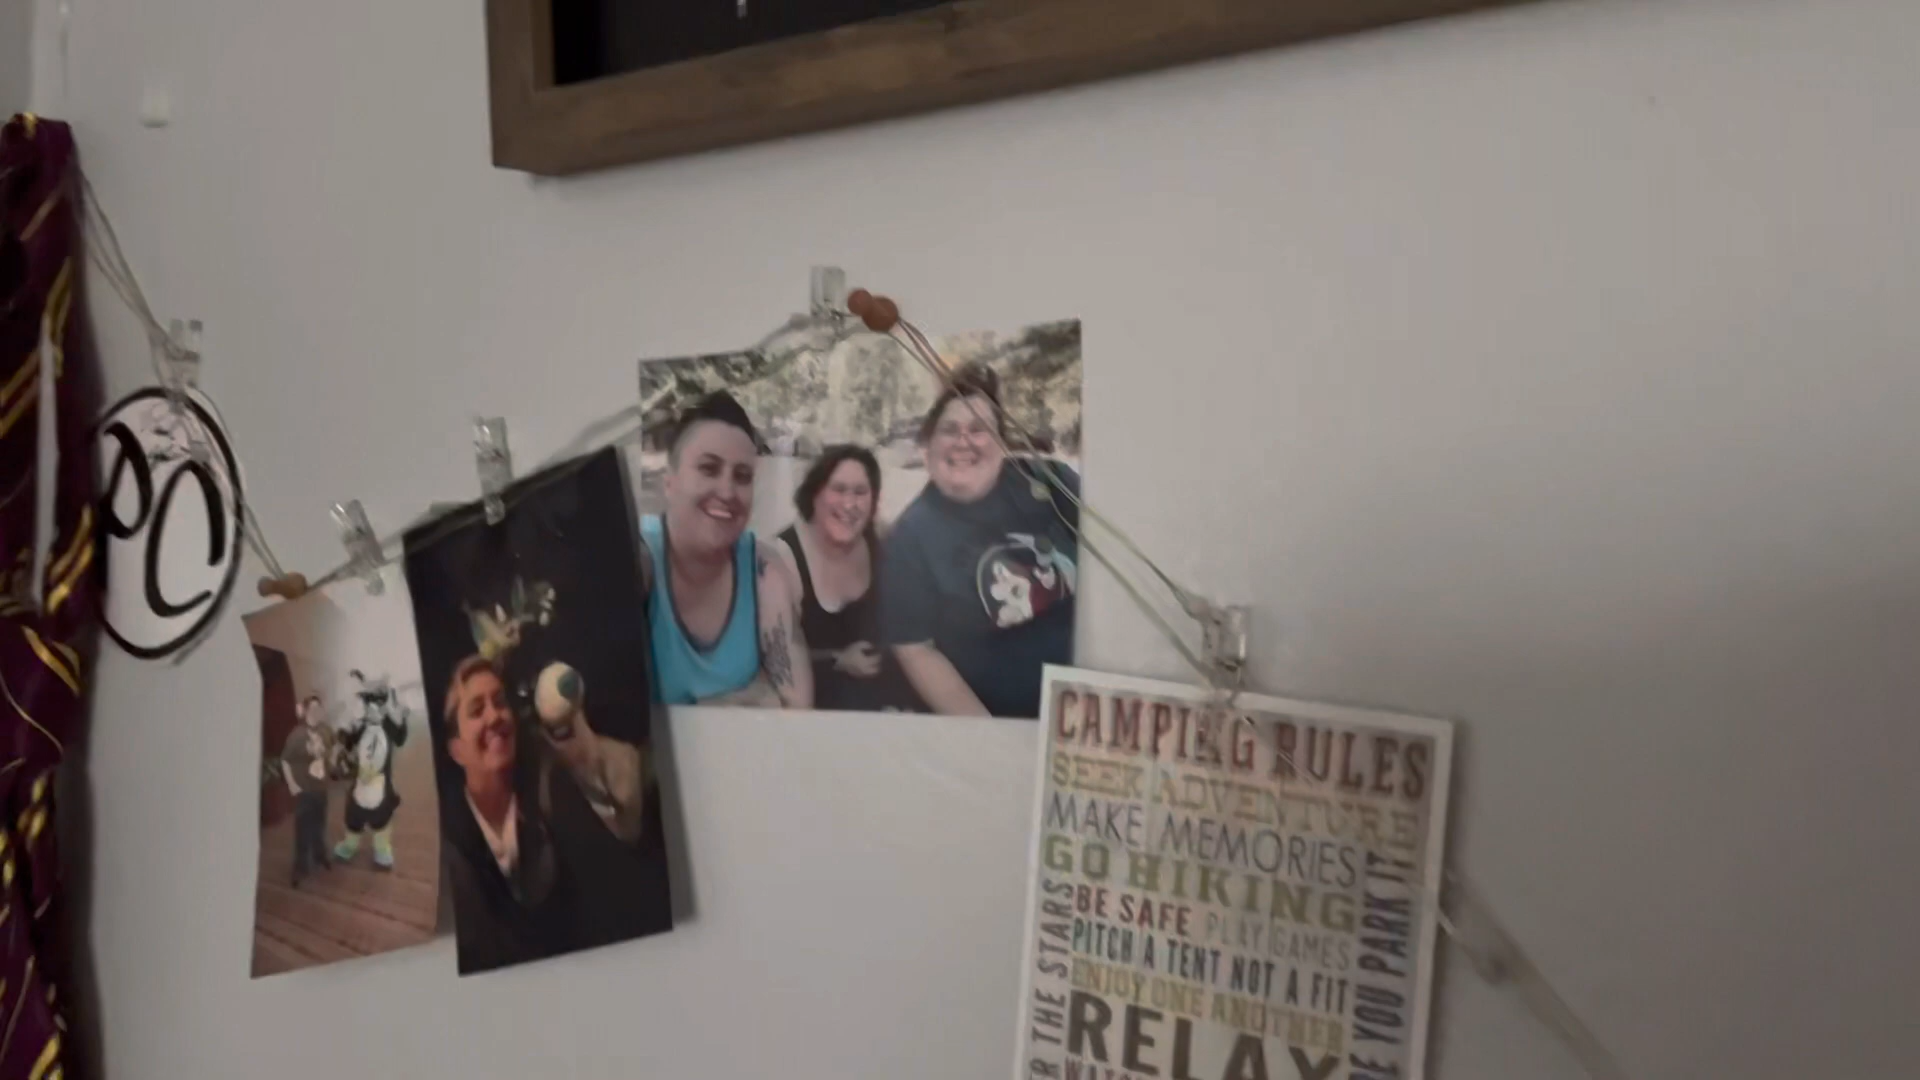 CAMPING RULES
SEEK ADVENTURE
MAKE MEMORIES
GO HIKING
BE SAFE PLAY GAMES
PITCH A TENT NOT A FIT
ENJOY ONE ANOTHER
RELAX
THE STARS
YOU PARK IT